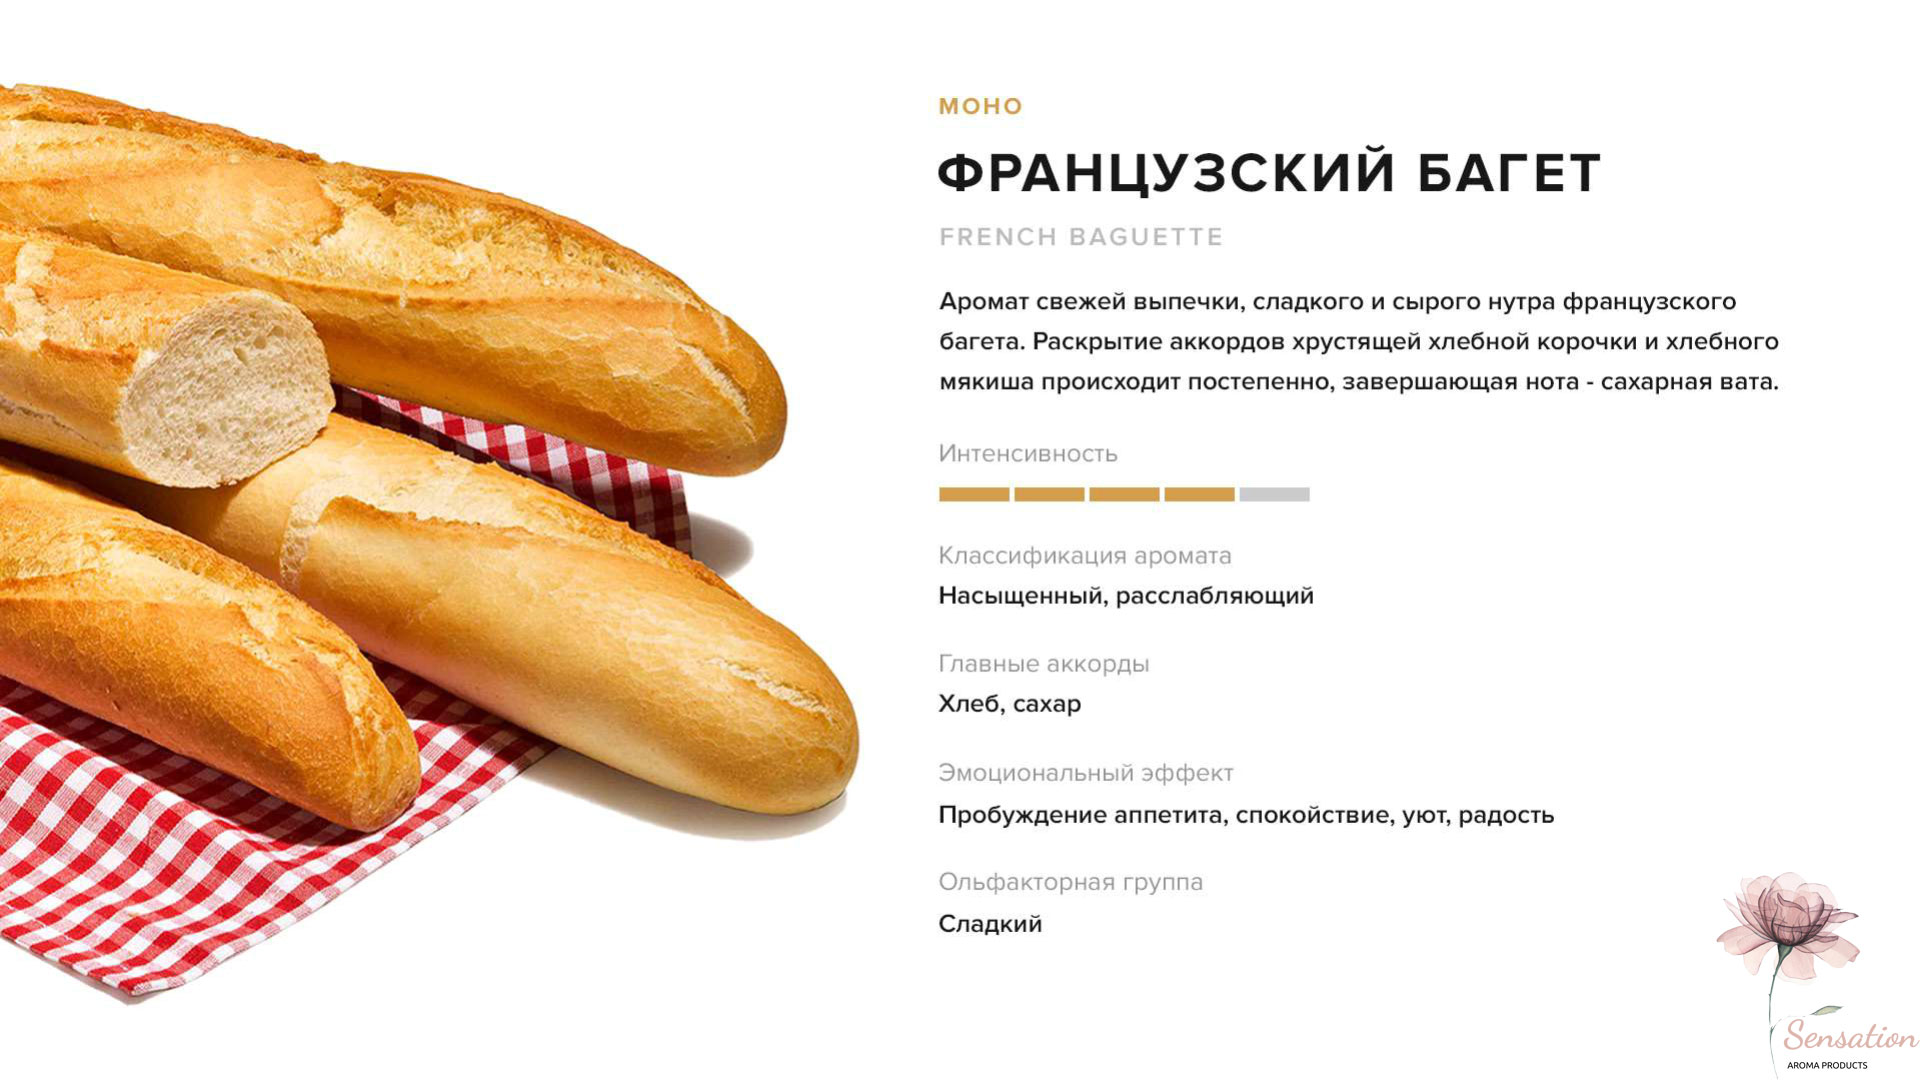 МОНО
ФРАНЦУЗСКИЙ БАГЕТ
FRENCH BAGUETTE
Аромат свежей выпечки, сладкого и сырого нутра французского
багета. Раскрытие аккордов хрустящей хлебной корочки и хлебного
мякиша происходит постепенно, завершающая нота - сахарная вата.
Интенсивность
Классификация аромата
Насыщенный, расслабляющий
Главные аккорды
Хлеб, сахар
Эмоциональный эффект
Пробуждение аппетита, спокойствие, уют, радость
Ольфакторная группа
Сладкий
Sensation
AROMA PRODUCTS